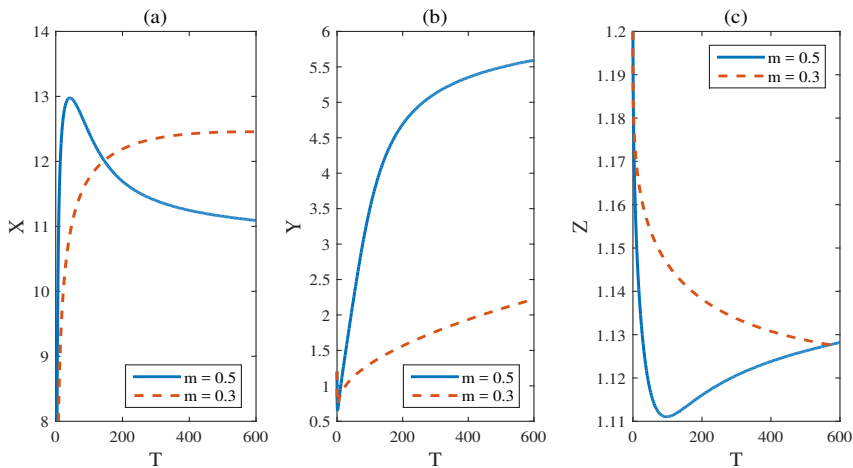 (a)
14
13
12
11
10
9
8
X
0
200
400
600
T
m = 0.5
m = 0.3
(b)
6
5.5
5
4.5
4
3.5
3
2.5
2
1.5
1
0.5
Y
0
200
400
600
T
m = 0.5
m = 0.3
(c)
1.2
1.19
1.18
1.17
1.16
1.15
1.14
1.13
1.12
1.11
Z
0
200
400
600
T
m = 0.5
m = 0.3